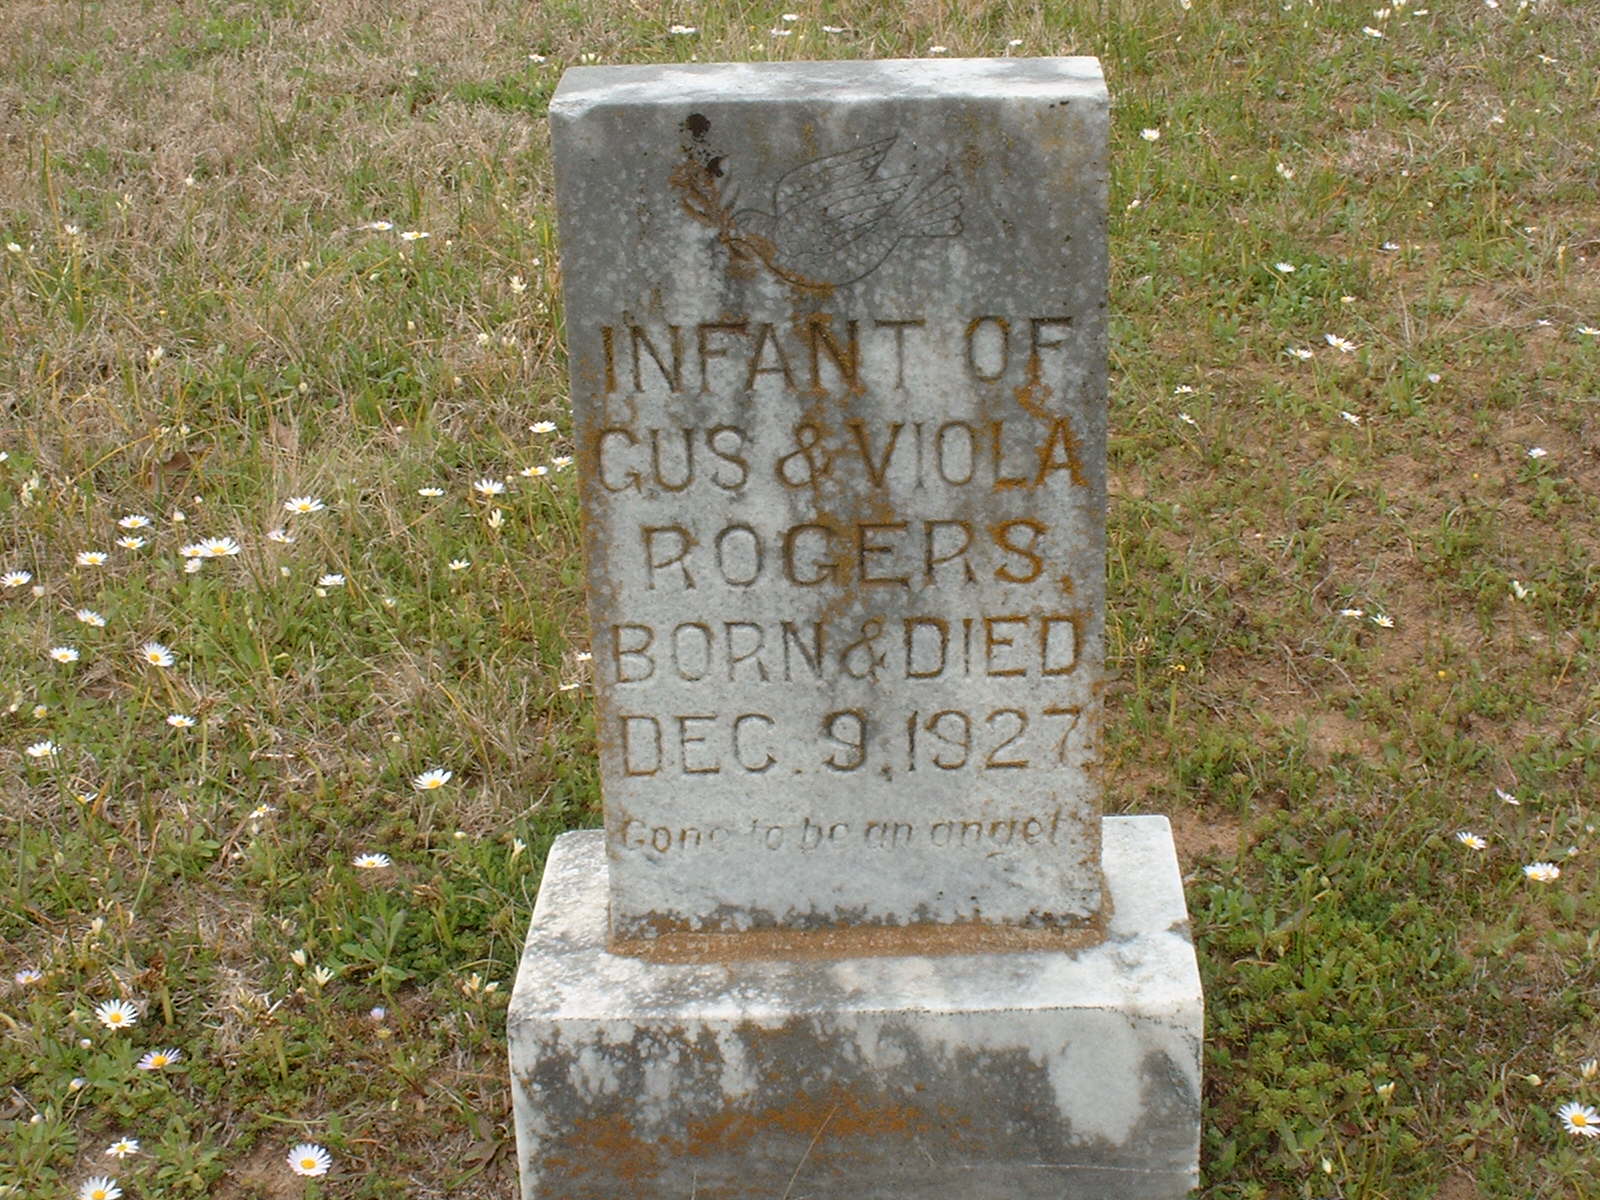 INFANT OF
GUS & VIOLA
ROGERS,
BORN & DIED
DEC. 9, 1927
Gone to be an angel.